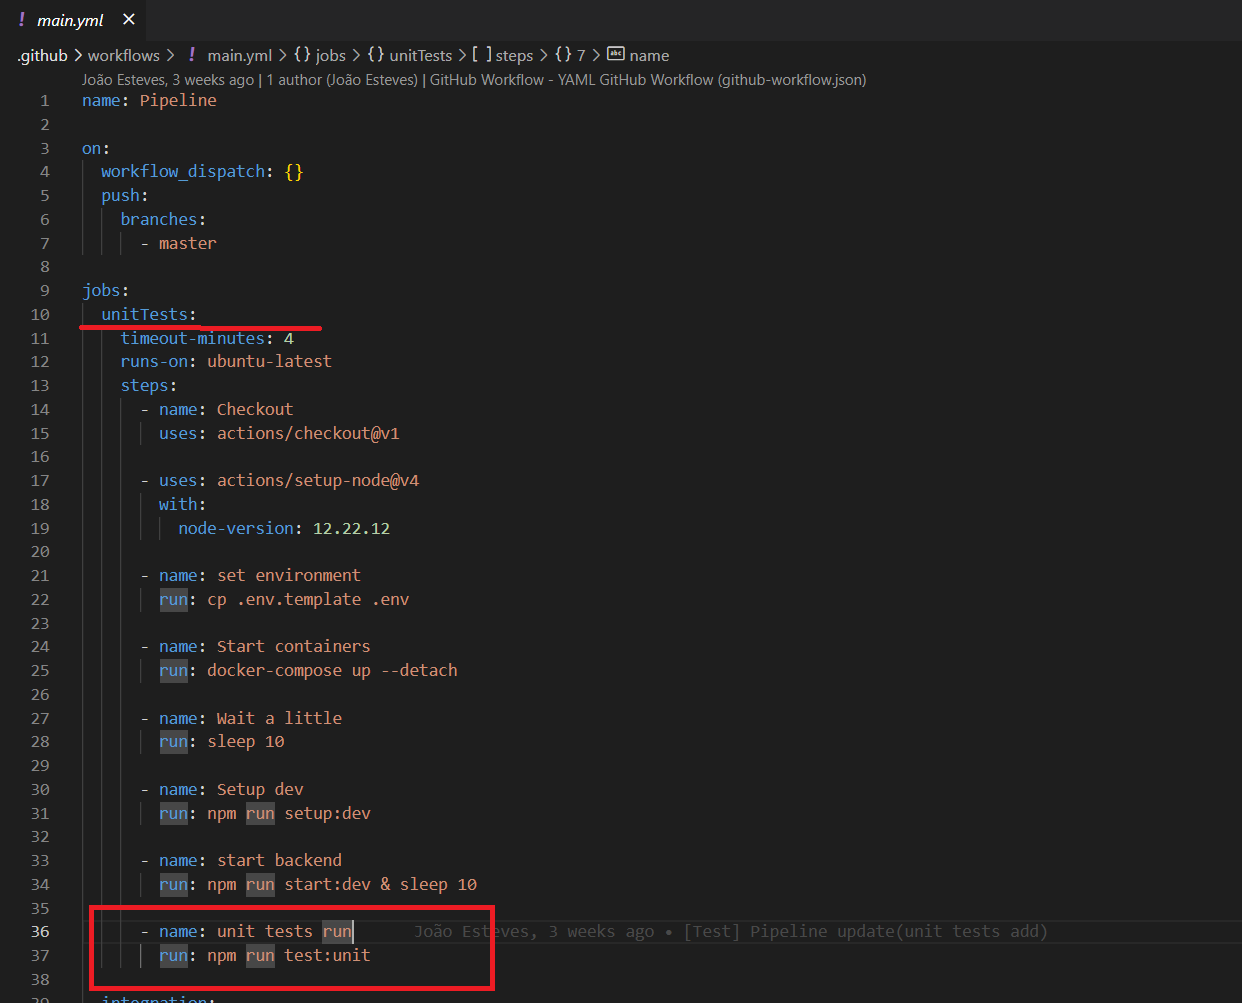 ! main.yml ×
.github > workflows > ! main.yml > {} jobs > {} unitTests > [ ] steps > {} 7 > abc name
João Esteves, 3 weeks ago | 1 author (João Esteves) | GitHub Workflow - YAML GitHub Workflow (github-workflow.json)
1 name: Pipeline
2
3 on:
4 workflow_dispatch: {}
5 push:
6 branches:
7 - master
8
9 jobs:
10 unitTests:
11 timeout-minutes: 4
12 runs-on: ubuntu-latest
13 steps:
14 - name: Checkout
15 uses: actions/checkout@v1
16
17 - uses: actions/setup-node@v4
18 with:
19 node-version: 12.22.12
20
21 - name: set environment
22 run: cp .env.template .env
23
24 - name: Start containers
25 run: docker-compose up --detach
26
27 - name: Wait a little
28 run: sleep 10
29
30 - name: Setup dev
31 run: npm run setup:dev
32
33 - name: start backend
34 run: npm run start:dev & sleep 10
35
36 - name: unit tests run João Esteves, 3 weeks ago • [Test] Pipeline update(unit tests add)
37 run: npm run test:unit
38
39 integration: